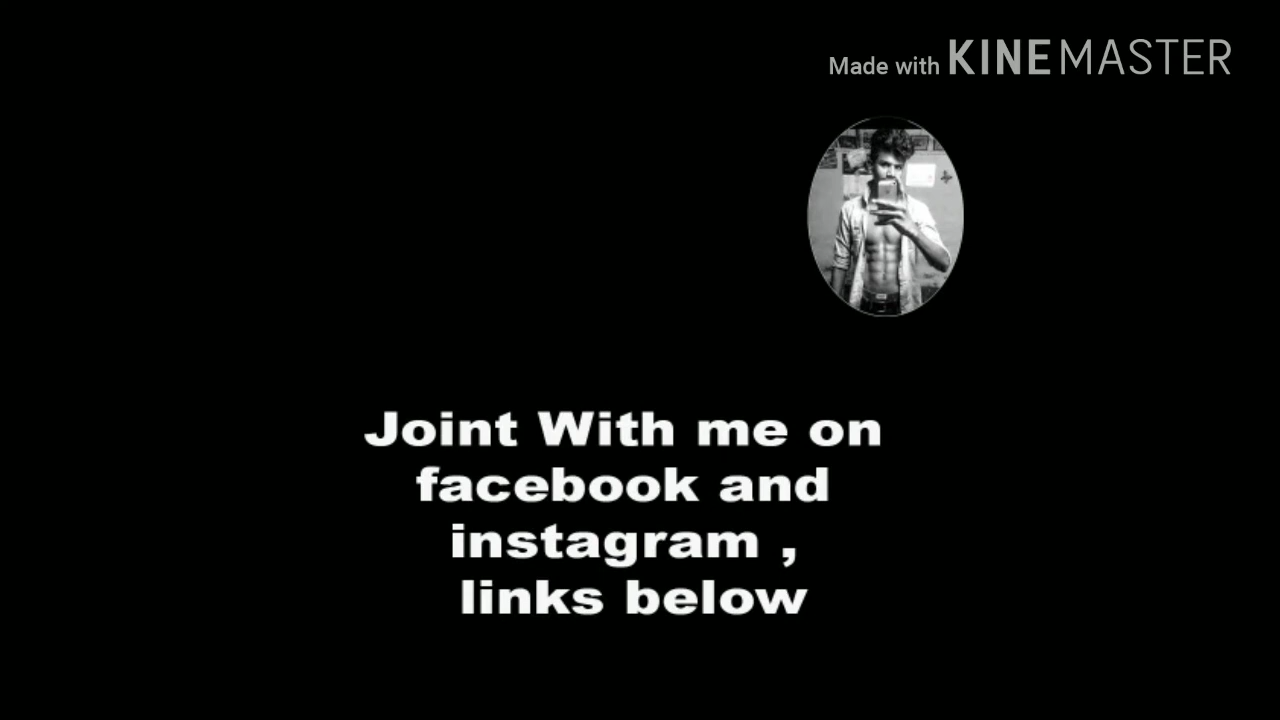 Made with KINEMASTER
Joint With me on
facebook and
instagram ,
links below